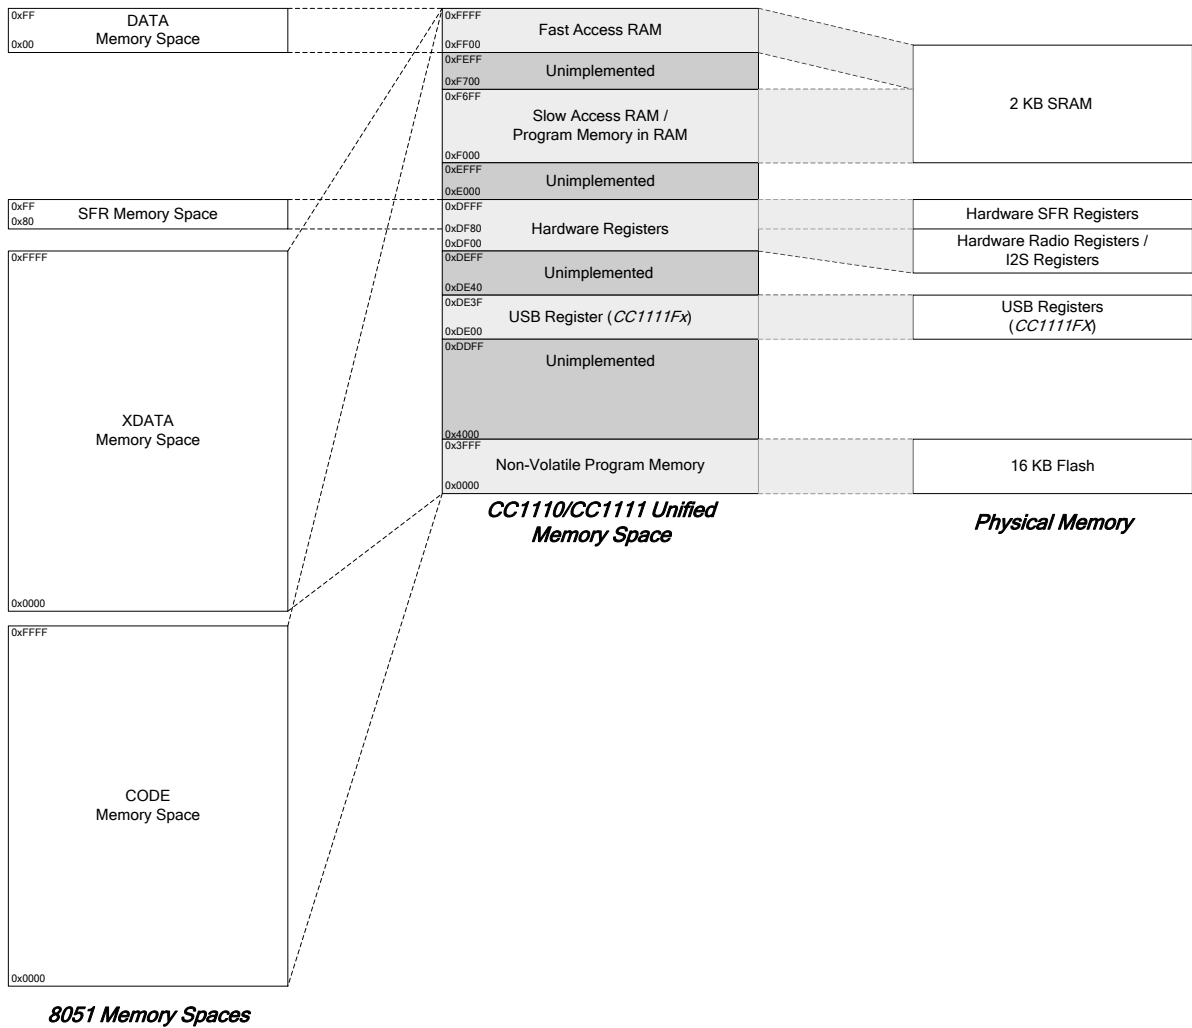 0xFF
DATA
Memory Space
0x00
0xFF
SFR Memory Space
0x80
0xFFFF
XDATA
Memory Space
0x0000
0xFFFF
CODE
Memory Space
0x0000
8051 Memory Spaces
0xFFFF
Fast Access RAM
0xFF00
0xFEFF
Unimplemented
0xF700
0xF6FF
Slow Access RAM /
Program Memory in RAM
0xF000
0xEFFF
Unimplemented
0xE000
0xDFFF
Hardware Registers
0xDF80
0xDF00
0xDEFF
Unimplemented
0xDE40
0xDE3F
USB Register (CC1111Fx)
0xDE00
0xDDFF
Unimplemented
0x4000
0x3FFF
Non-Volatile Program Memory
0x0000
CC1110/CC1111 Unified
Memory Space
2 KB SRAM
Hardware SFR Registers
Hardware Radio Registers /
I2S Registers
USB Registers
(CC1111FX)
16 KB Flash
Physical Memory